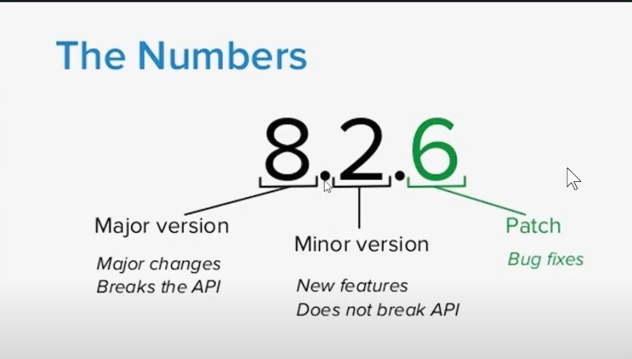 The Numbers
8.2.6
Major version
Major changes
Breaks the API
Minor version
New features
Does not break API
Patch
Bug fixes